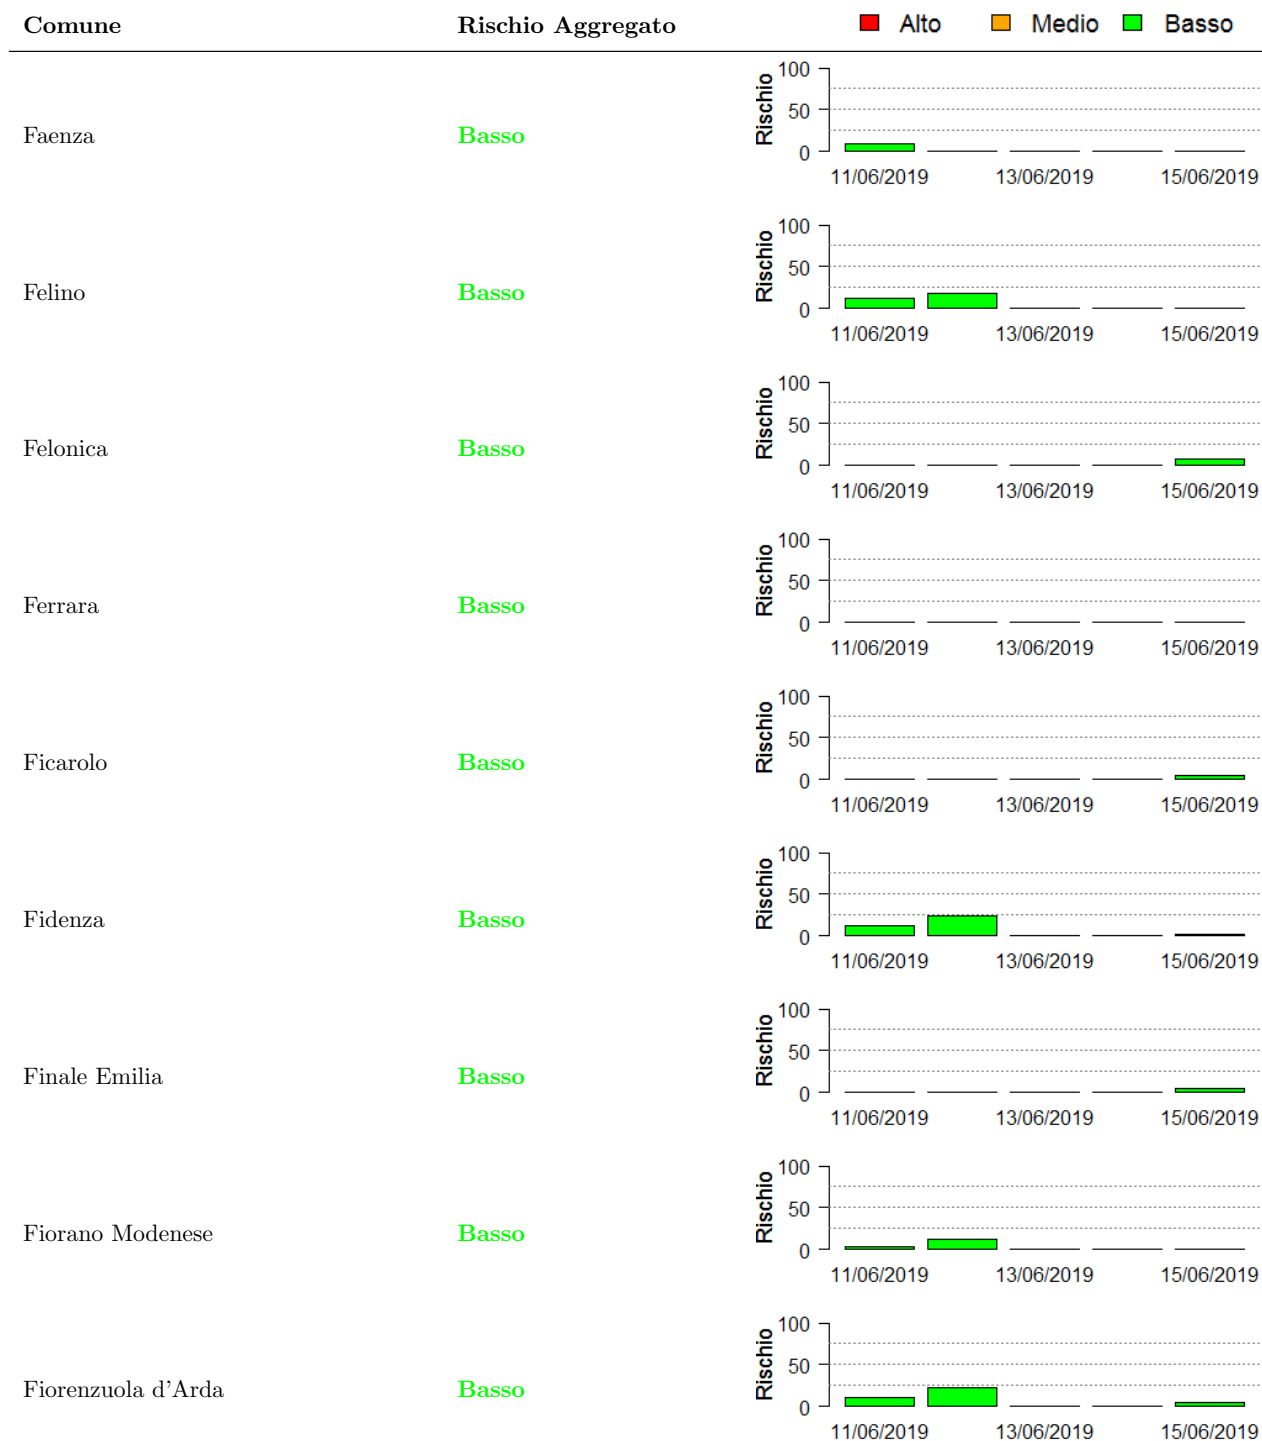 Comune Rischio Aggregato Alto Medio Basso
Faenza Basso
Rischio
100
50
0
11/06/2019 13/06/2019 15/06/2019
Felino Basso
Rischio
100
50
0
11/06/2019 13/06/2019 15/06/2019
Felonica Basso
Rischio
100
50
0
11/06/2019 13/06/2019 15/06/2019
Ferrara Basso
Rischio
100
50
0
11/06/2019 13/06/2019 15/06/2019
Ficarolo Basso
Rischio
100
50
0
11/06/2019 13/06/2019 15/06/2019
Fidenza Basso
Rischio
100
50
0
11/06/2019 13/06/2019 15/06/2019
Finale Emilia Basso
Rischio
100
50
0
11/06/2019 13/06/2019 15/06/2019
Fiorano Modenese Basso
Rischio
100
50
0
11/06/2019 13/06/2019 15/06/2019
Fiorenzuola d'Arda Basso
Rischio
100
50
0
11/06/2019 13/06/2019 15/06/2019